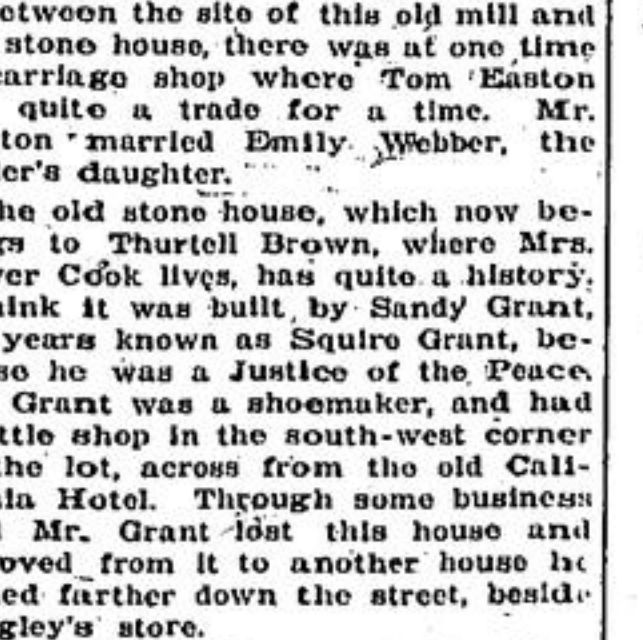 etween the site of this old mill and
stone house, there was at one time
carriage shop where Tom Easton
quite a trade for a time. Mr.
ton married Emily Webber, the
ler's daughter.
he old stone house, which now be-
gs to Thurtell Brown, where Mrs.
ver Cook lives, has quite a history.
hink it was built by Sandy Grant,
years known as Squire Grant, be-
se he was a Justice of the Peace.
Grant was a shoemaker, and had
ttle shop in the south-west corner
the lot, across from the old Cali-
nia Hotel. Through some business
Mr. Grant lost this house and
oved from it to another house he
ed farther down the street, beside
gley's store.